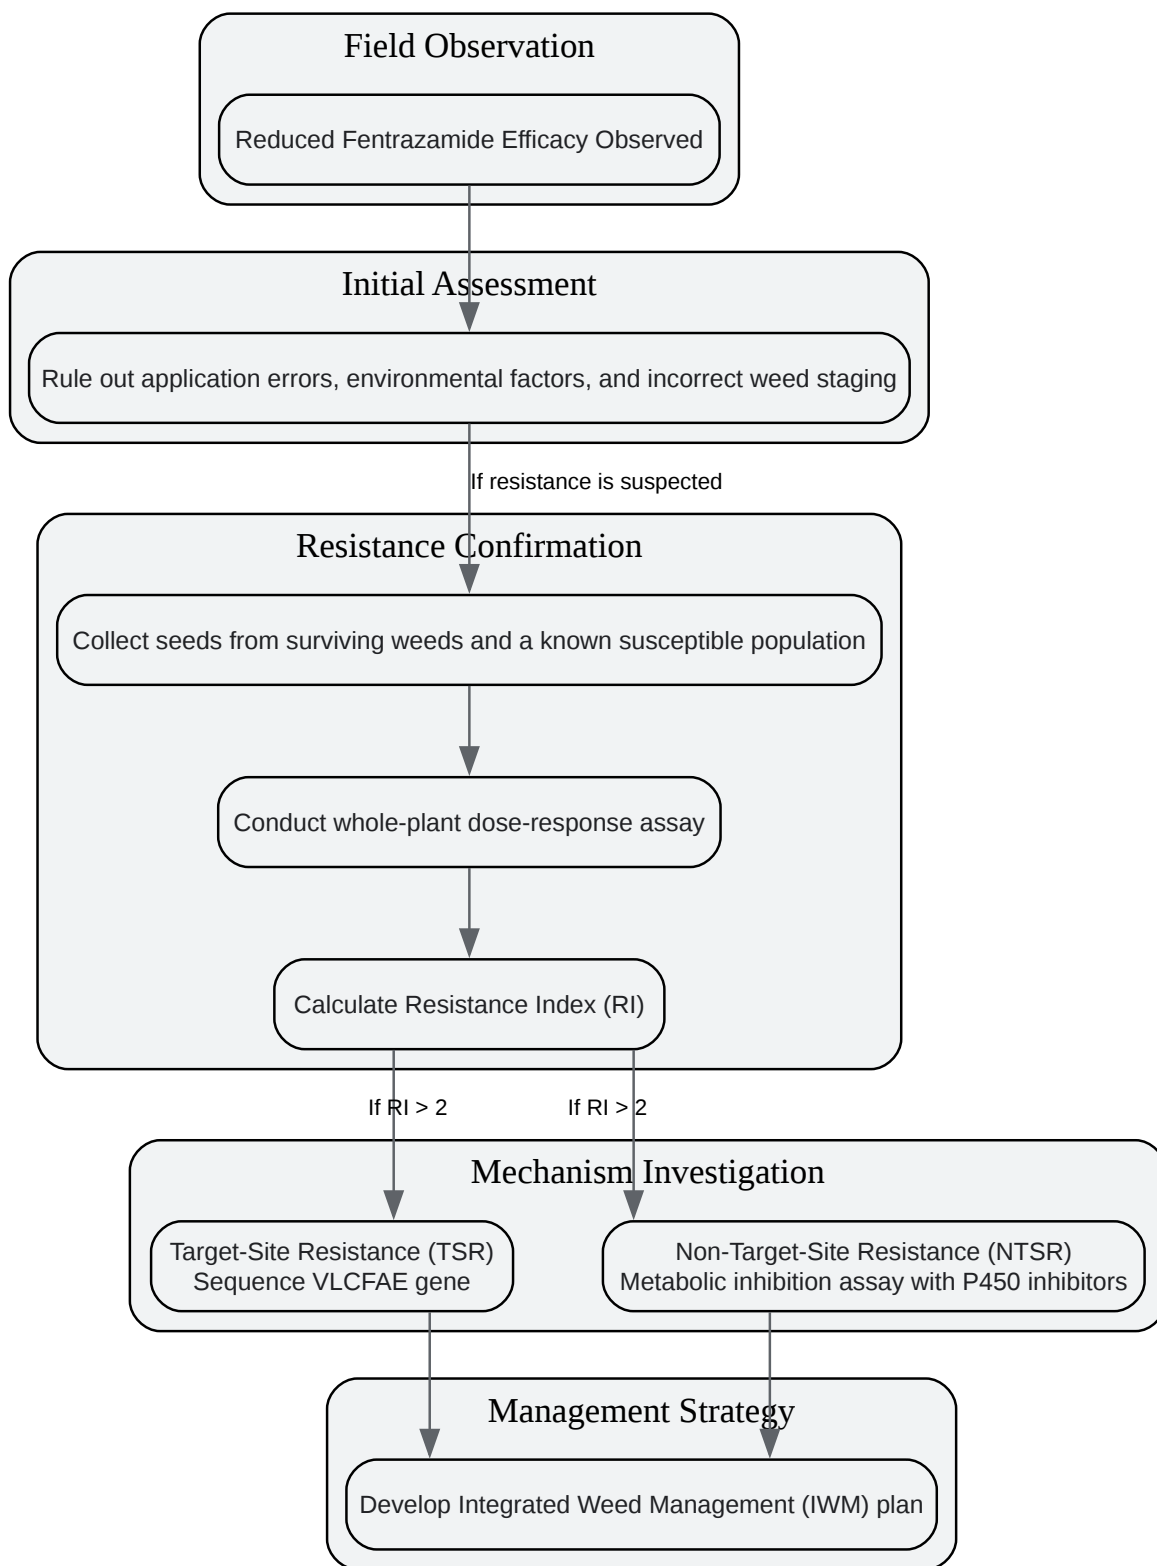 Field Observation
Reduced Fentrazamide Efficacy Observed
Initial Assessment
Rule out application errors, environmental factors, and incorrect weed staging
If resistance is suspected
Resistance Confirmation
Collect seeds from surviving weeds and a known susceptible population
Conduct whole-plant dose-response assay
Calculate Resistance Index (RI)
If RI > 2
If RI > 2
Mechanism Investigation
Target-Site Resistance (TSR)
Sequence VLCFAE gene
Non-Target-Site Resistance (NTSR)
Metabolic inhibition assay with P450 inhibitors
Management Strategy
Develop Integrated Weed Management (IWM) plan